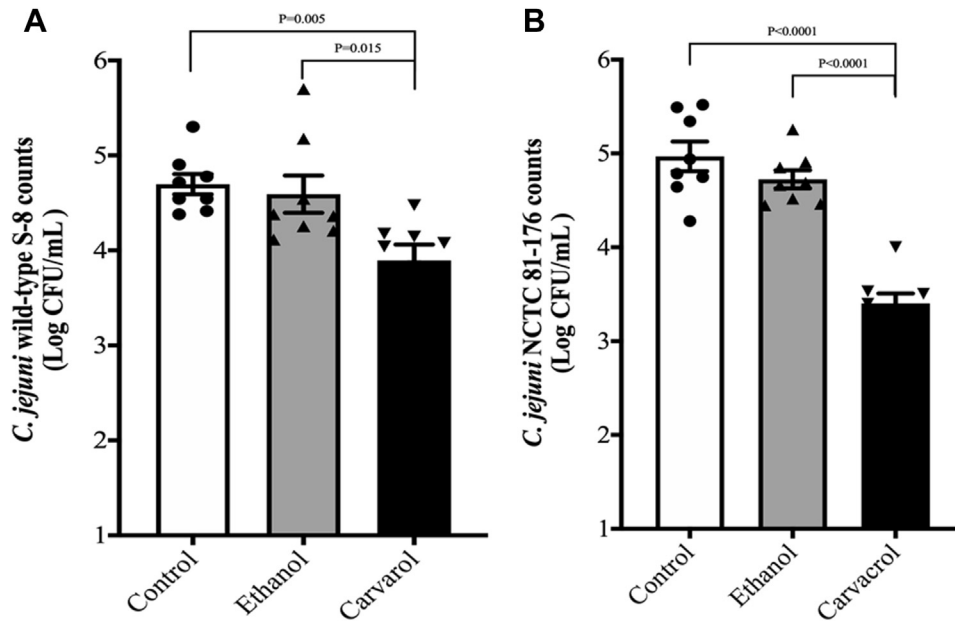 A
P=0.005
P=0.015
6
5
4
3
2
1
C. jejuni wild-type S-8 counts
(Log CFU/mL )
Control
Ethanol
Carvarol
B
P<0.0001
P<0.0001
6
5
4
3
2
1
C. jejuni NCTC 81-176 counts
(Log CFU/mL)
Control
Ethanol
Carvacrol